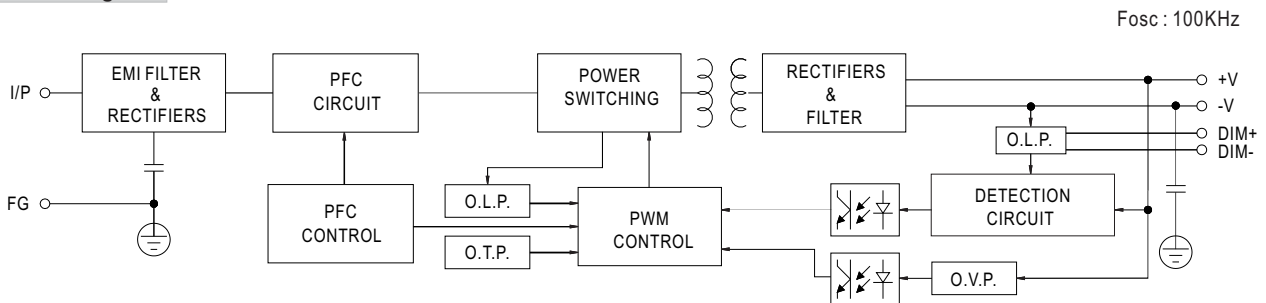 Fosc : 100KHz
I/P
EMI FILTER
&
RECTIFIERS
PFC
CIRCUIT
POWER
SWITCHING
RECTIFIERS
&
FILTER
+V
-V
DIM+
DIM-
O.L.P.
FG
PFC
CONTROL
O.L.P.
O.T.P.
PWM
CONTROL
DETECTION
CIRCUIT
O.V.P.